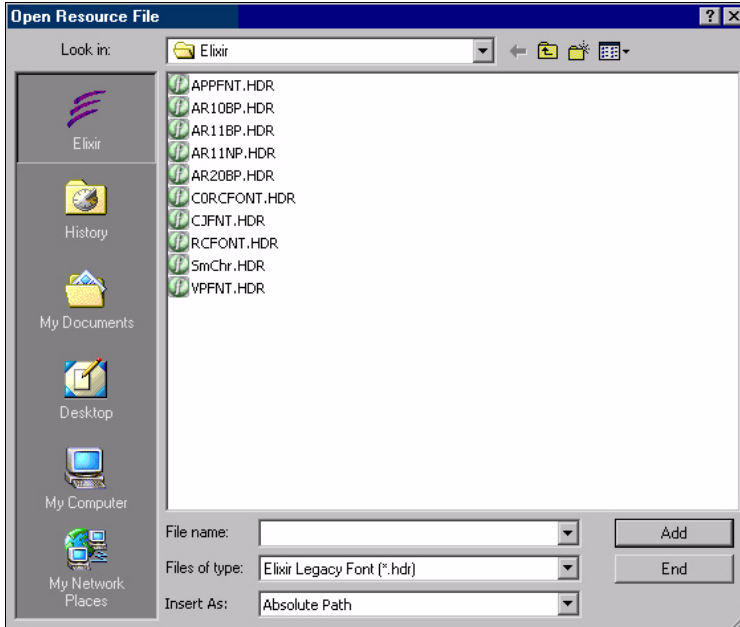 Open Resource File
Look in:
Elixir
Elixir
History
My Documents
Desktop
My Computer
My Network
Places
APPFNT.HDR
AR10BP.HDR
AR11BP.HDR
AR11NP.HDR
AR20BP.HDR
C0RCFONT.HDR
CJFNT.HDR
RCFONT.HDR
SmChr.HDR
VPFNT.HDR
File name:
Add
Files of type:
Elixir Legacy Font (*.hdr)
End
Insert As:
Absolute Path